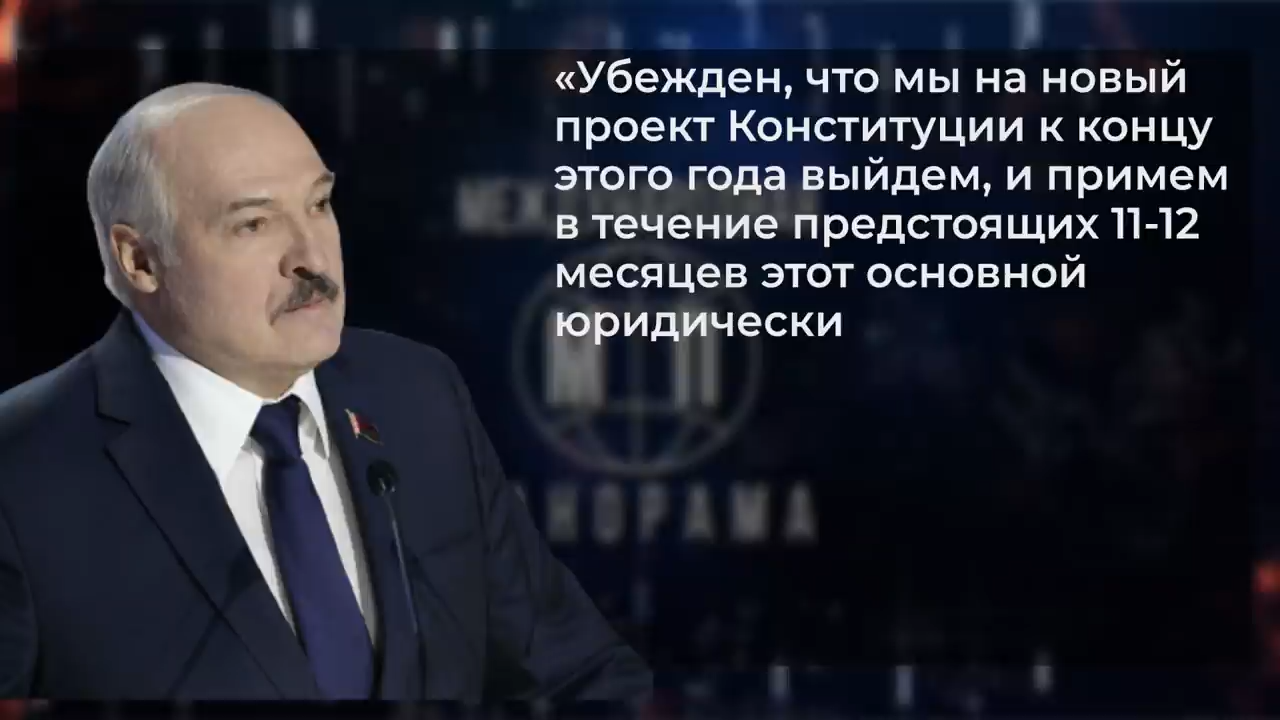 «Убежден, что мы на новый
проект Конституции к концу
этого года выйдем, и примем
в течение предстоящих 11-12
месяцев этот основной
юридически
МП